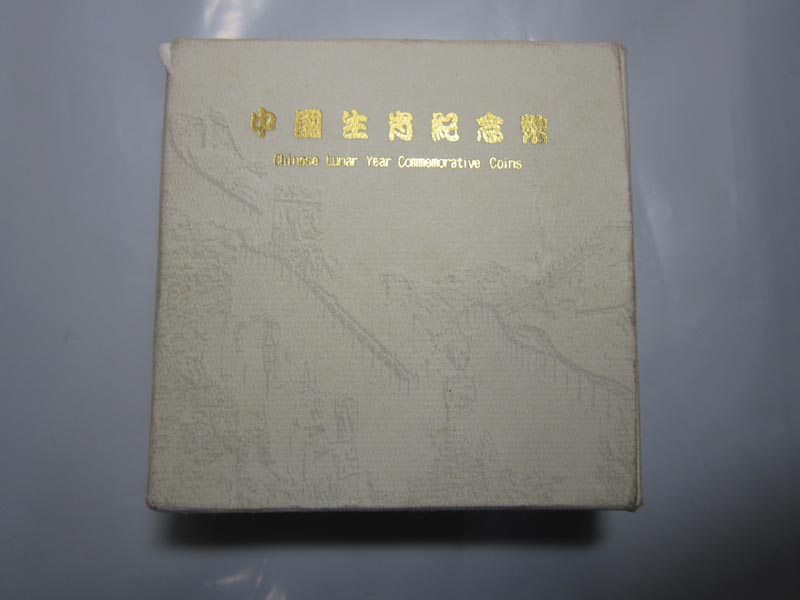 中國生肖紀念幣
Chinese Lunar Year Commemorative Coins